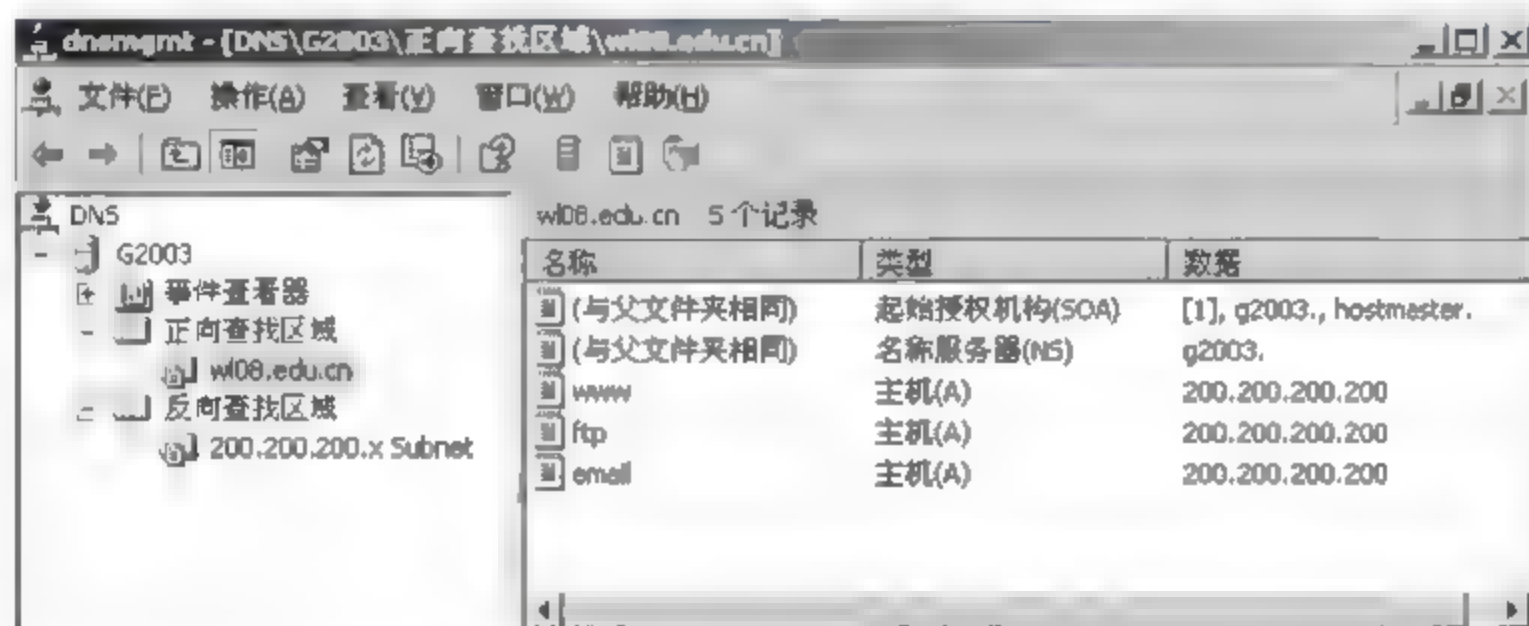 dnsmgmt - [DNS\G2003\正向查找区域\wl08.edu.cn]
文件(F) 操作(A) 查看(V) 窗口(W) 帮助(H)
DNS
G2003
事件查看器
正向查找区域
wl08.edu.cn
反向查找区域
200.200.200.x Subnet
wl08.edu.cn 5 个记录
名称 类型 数据
(与父文件夹相同) 起始授权机构(SOA) [1], g2003., hostmaster.
(与父文件夹相同) 名称服务器(NS) g2003.
www 主机(A) 200.200.200.200
ftp 主机(A) 200.200.200.200
email 主机(A) 200.200.200.200